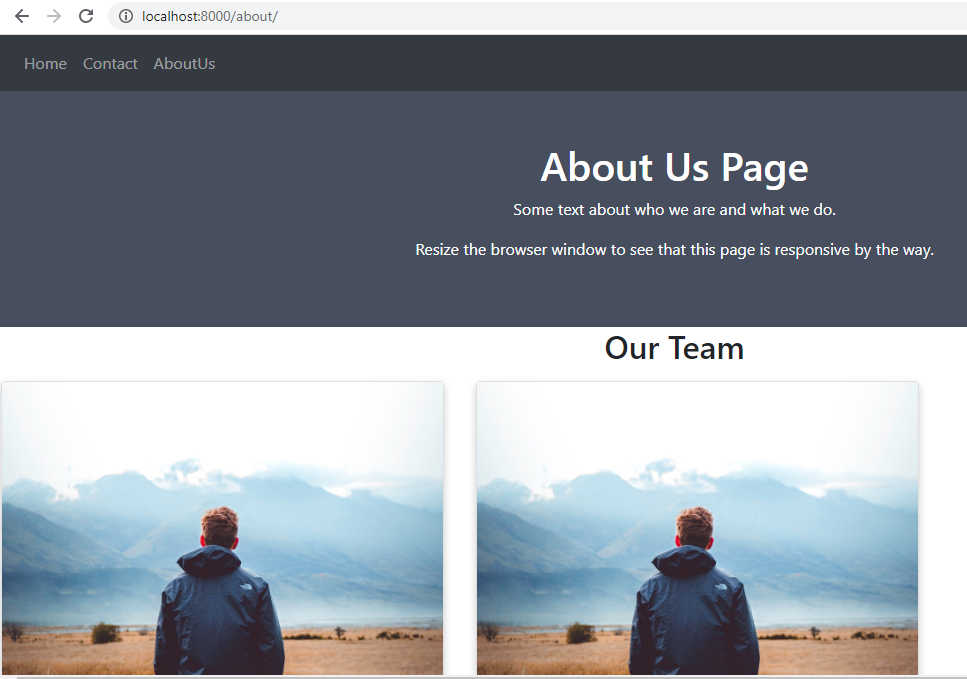 localhost:8000/about/
Home Contact AboutUs
About Us Page
Some text about who we are and what we do.
Resize the browser window to see that this page is responsive by the way.
Our Team